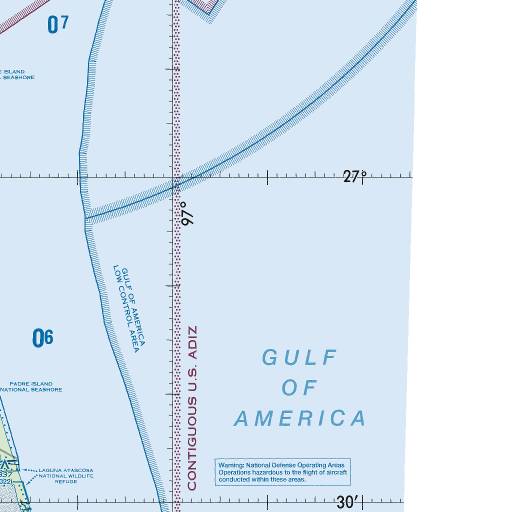 07
E ISLAND
L SEASHORE
27°
97°
GULF OF AMERICA
LOW CONTROL AREA
06
CONTIGUOUS U.S. ADIZ
GULF
OF
AMERICA
PADRE ISLAND
NATIONAL SEASHORE
LAGUNA ATASCOSA
NATIONAL WILDLIFE
REFUGE
Warning: National Defense Operating Areas
Operations hazardous to the flight of aircraft
conducted within these areas.
30'